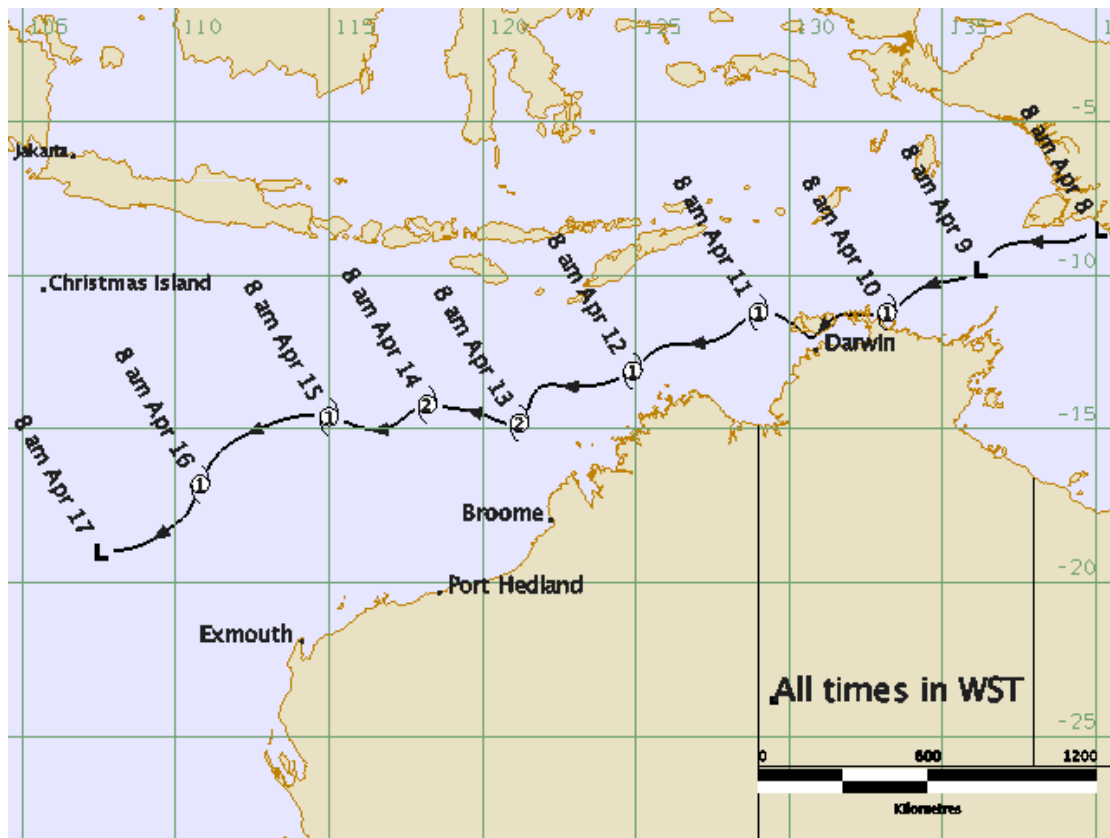 105 110 115 120 125 130 135
8 am Apr 8
-5
Jakarta
8 am Apr 9
8 am Apr 10
8 am Apr 11
L
L
-10
Christmas Island
8 am Apr 12
8 am Apr 13
8 am Apr 14
8 am Apr 15
1
1
Darwin
8 am Apr 16
1
2
1
2
-15
8 am Apr 17
1
Broome
L
-20
Port Hedland
Exmouth
All times in WST
-25
0 600 1200
Kilometres